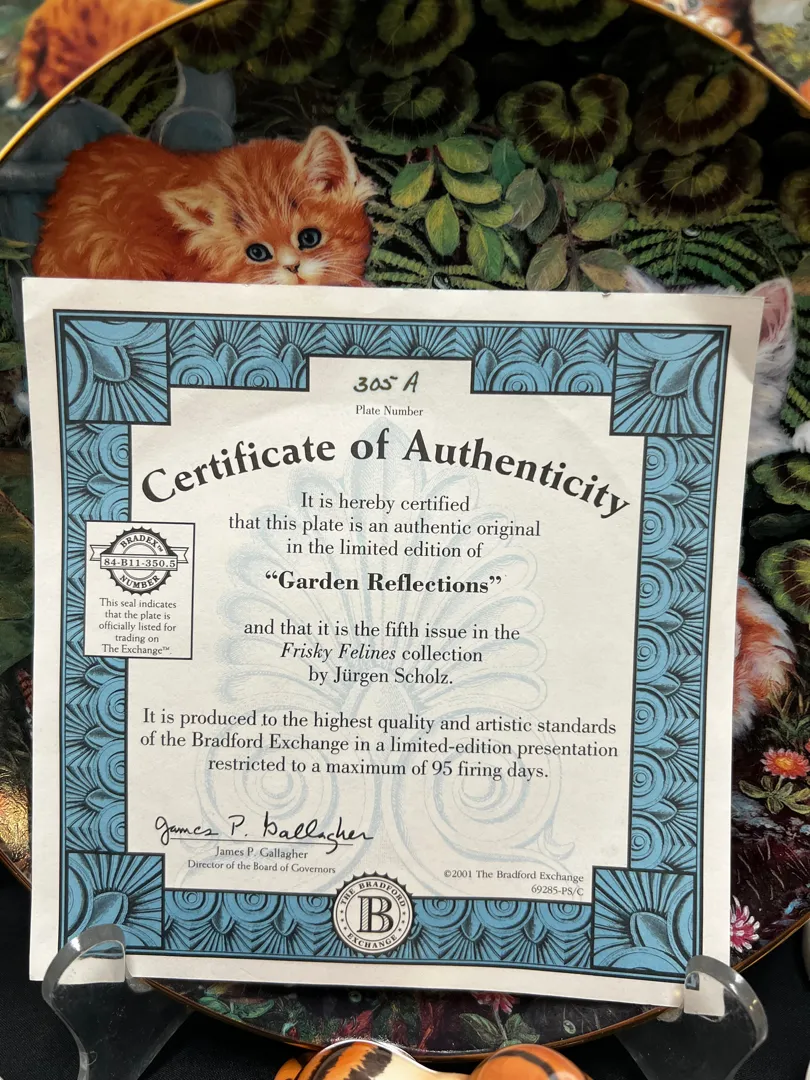 305 A
Plate Number
Certificate of Authenticity
It is hereby certified
that this plate is an authentic original
in the limited edition of
“Garden Reflections”
and that it is the fifth issue in the
Frisky Felines collection
by Jürgen Scholz.
It is produced to the highest quality and artistic standards
of the Bradford Exchange in a limited-edition presentation
restricted to a maximum of 95 firing days.
BRADEX™
84-B11-350.5
NUMBER
This seal indicates
that the plate is
officially listed for
trading on
The Exchange™.
James P. Gallagher
James P. Gallagher
Director of the Board of Governors
©2001 The Bradford Exchange
69285-PS/C
THE BRADFORD
B
EXCHANGE